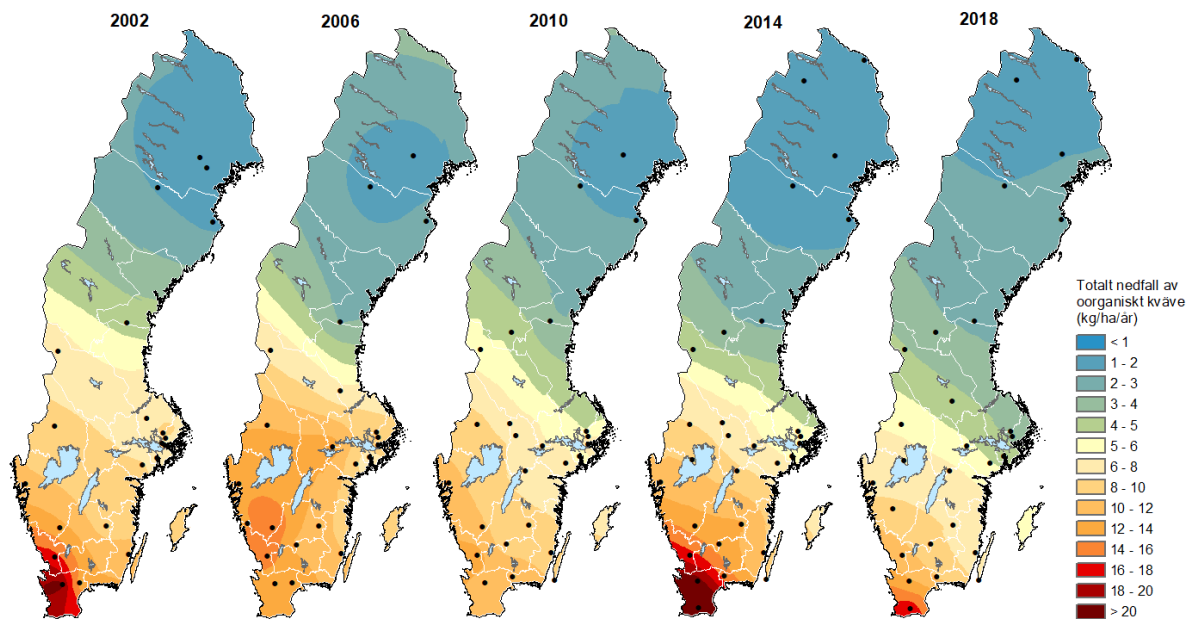 2002
2006
2010
2014
2018
Totalt nedfall av
oorganiskt kväve
(kg/ha/år)
< 1
1 - 2
2 - 3
3 - 4
4 - 5
5 - 6
6 - 8
8 - 10
10 - 12
12 - 14
14 - 16
16 - 18
18 - 20
> 20